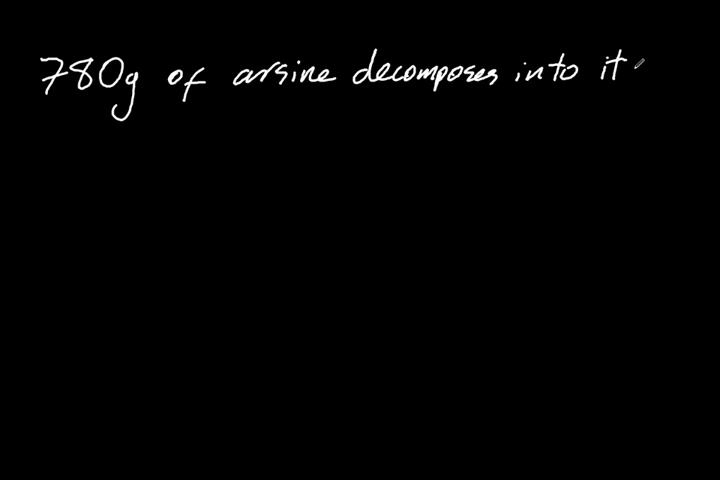 780g of arsine decomposes into it